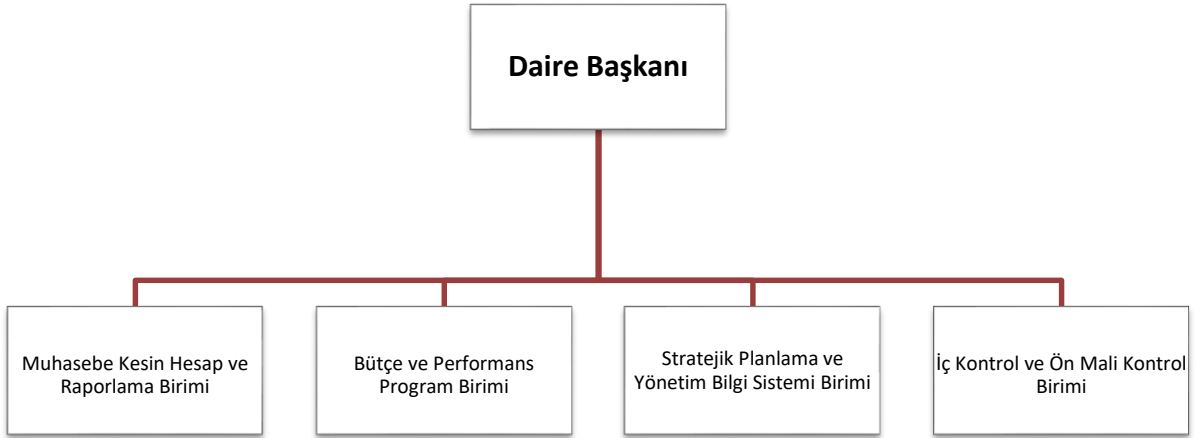 Daire Başkanı
Muhasebe Kesin Hesap ve
Raporlama Birimi
Bütçe ve Performans
Program Birimi
Stratejik Planlama ve
Yönetim Bilgi Sistemi Birimi
İç Kontrol ve Ön Mali Kontrol
Birimi